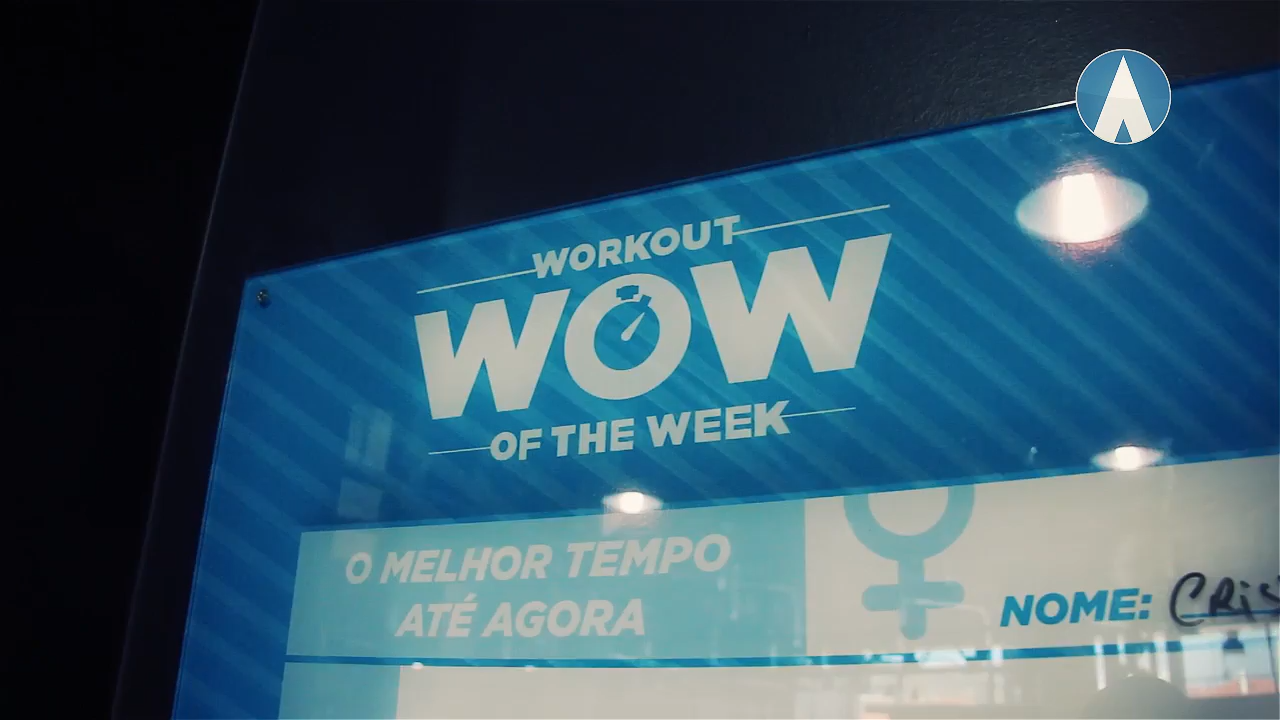 WORKOUT
WOW
OF THE WEEK
O MELHOR TEMPO
ATÉ AGORA
NOME: